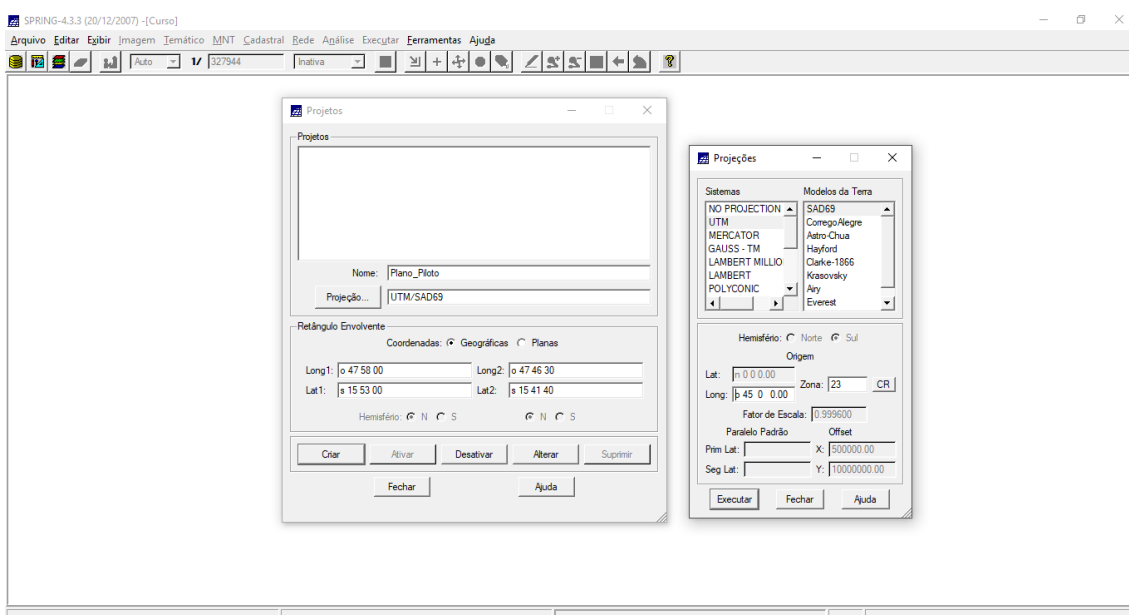 SPRING-4.3.3 (20/12/2007) -[Curso]
Arquivo Editar Exibir Imagem Temático MNT Cadastral Rede Análise Executar Ferramentas Ajuda
Auto 1/ 327944 Inativa
Projetos
Projetos
Nome: Plano_Piloto
Projeção... UTM/SAD69
Retângulo Envolvente
Coordenadas: Geográficas Planas
Long1: o 47 58 00 Long2: o 47 46 30
Lat1: s 15 53 00 Lat2: s 15 41 40
Hemisfério: N S N S
Criar Ativar Desativar Alterar Suprimir
Fechar Ajuda
Projeções
Sistemas Modelos da Terra
NO PROJECTION SAD69
UTM CorregoAlegre
MERCATOR Astro-Chua
GAUSS - TM Hayford
LAMBERT MILLIO Clarke-1866
LAMBERT Krasovsky
POLYCONIC Airy
Everest
Hemisfério: Norte Sul
Origem
Lat: n 0 0 0.00
Zona: 23 CR
Long: o 45 0 0.00
Fator de Escala: 0.999600
Paralelo Padrão Offset
Prim Lat: X: 500000.00
Seg Lat: Y: 10000000.00
Executar Fechar Ajuda